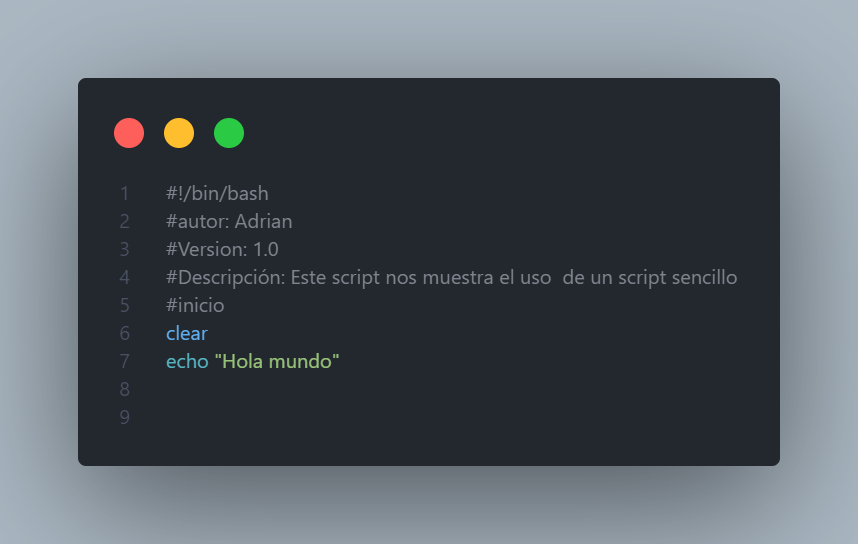 1 #!/bin/bash
2 #autor: Adrian
3 #Version: 1.0
4 #Descripción: Este script nos muestra el uso  de un script sencillo
5 #inicio
6 clear
7 echo "Hola mundo"
8
9